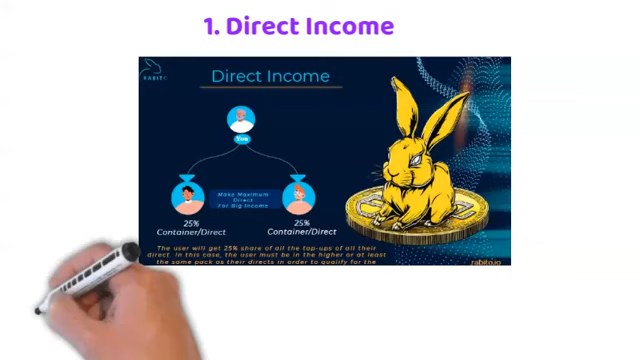 1. Direct Income
RABITO
Direct Income
You
Make Maximum
Direct
For Big Income
25%
Container/Direct
25%
Container/Direct
The user will get 25% share of all the top-ups of all their
direct. In this case, the user must be in the higher or at least
the same pack as their directs in order to qualify for the
rabito.io